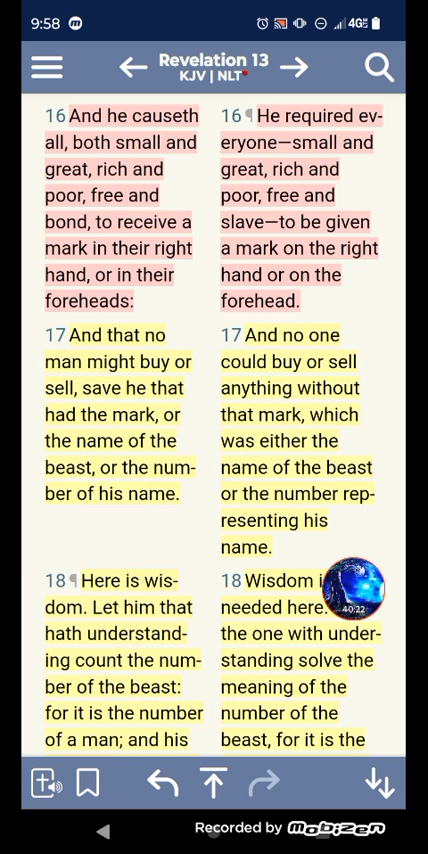 9:58
4G
Revelation 13
KJV | NLT
16 And he causeth
all, both small and
great, rich and
poor, free and
bond, to receive a
mark in their right
hand, or in their
foreheads:
17 And that no
man might buy or
sell, save he that
had the mark, or
the name of the
beast, or the num-
ber of his name.
18 ¶ Here is wis-
dom. Let him that
hath understand-
ing count the num-
ber of the beast:
for it is the number
of a man; and his
16 ¶ He required ev-
eryone—small and
great, rich and
poor, free and
slave—to be given
a mark on the right
hand or on the
forehead.
17 And no one
could buy or sell
anything without
that mark, which
was either the
name of the beast
or the number rep-
resenting his
name.
18 Wisdom
needed here.
the one with under-
standing solve the
meaning of the
number of the
beast, for it is the
40:22
Recorded by Mobizen